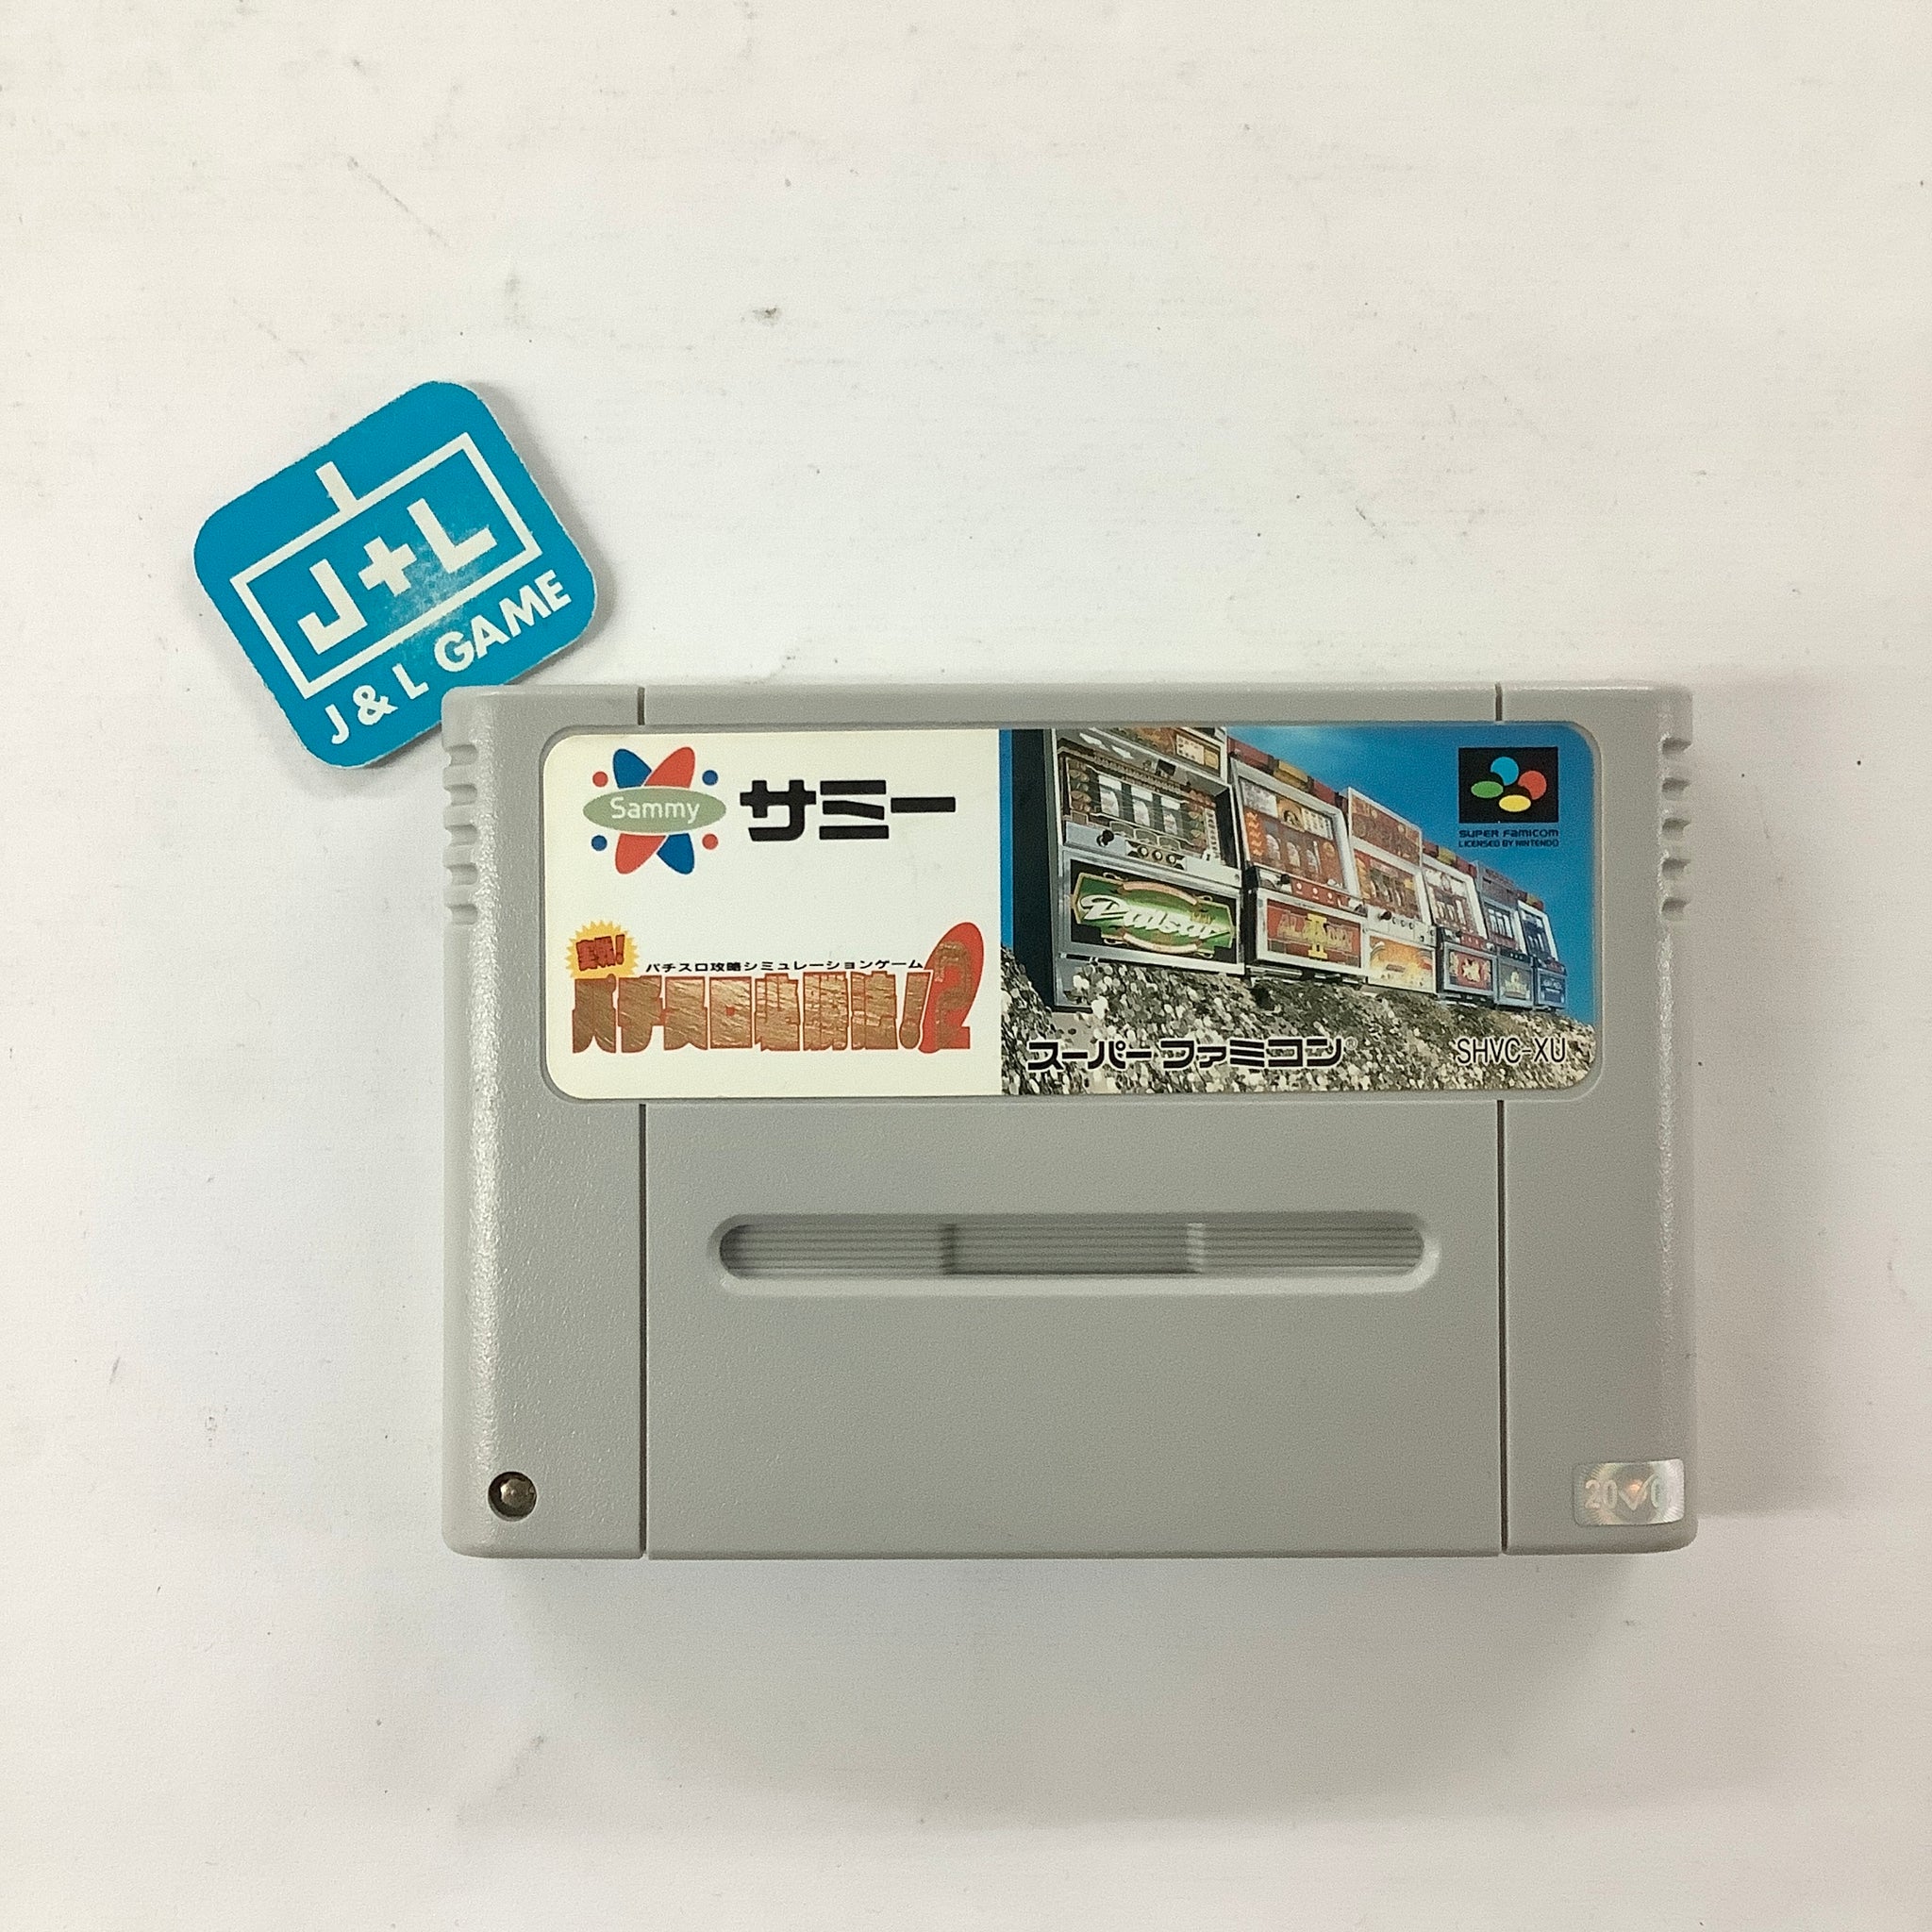 J+L
J & L GAME
Sammy
サミー
実戦!
パチスロ攻略シミュレーションゲーム
パチスロ必勝法!2
Pulsar
SUPER FAMICOM
LICENSED BY NINTENDO
スーパーファミコン
SHVC-XU